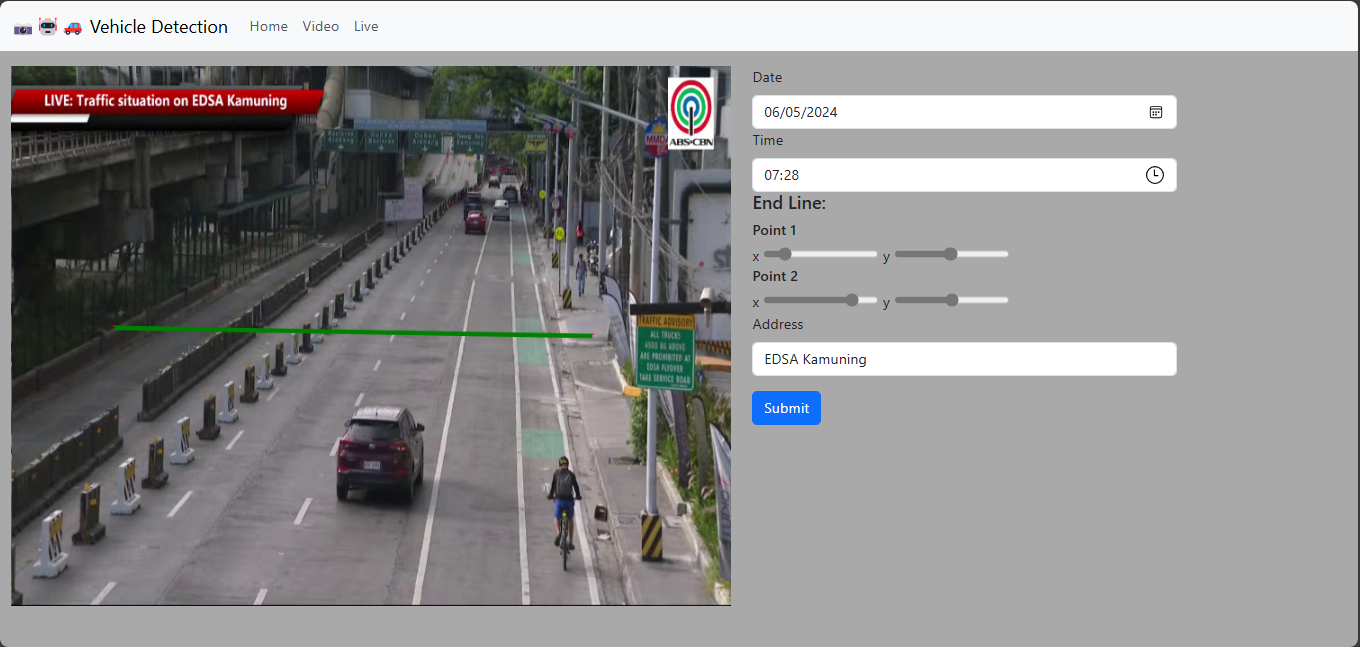 Vehicle Detection Home Video Live
LIVE: Traffic situation on EDSA Kamuning
ABS-CBN
MMDA
TRAFFIC ADVISORY
ALL TRUCKS
4500 KG ABOVE
ARE PROHIBITED AT
EDSA FLYOVER
TAKE SERVICE ROAD
Date
06/05/2024
Time
07:28
End Line:
Point 1
x y
Point 2
x y
Address
EDSA Kamuning
Submit